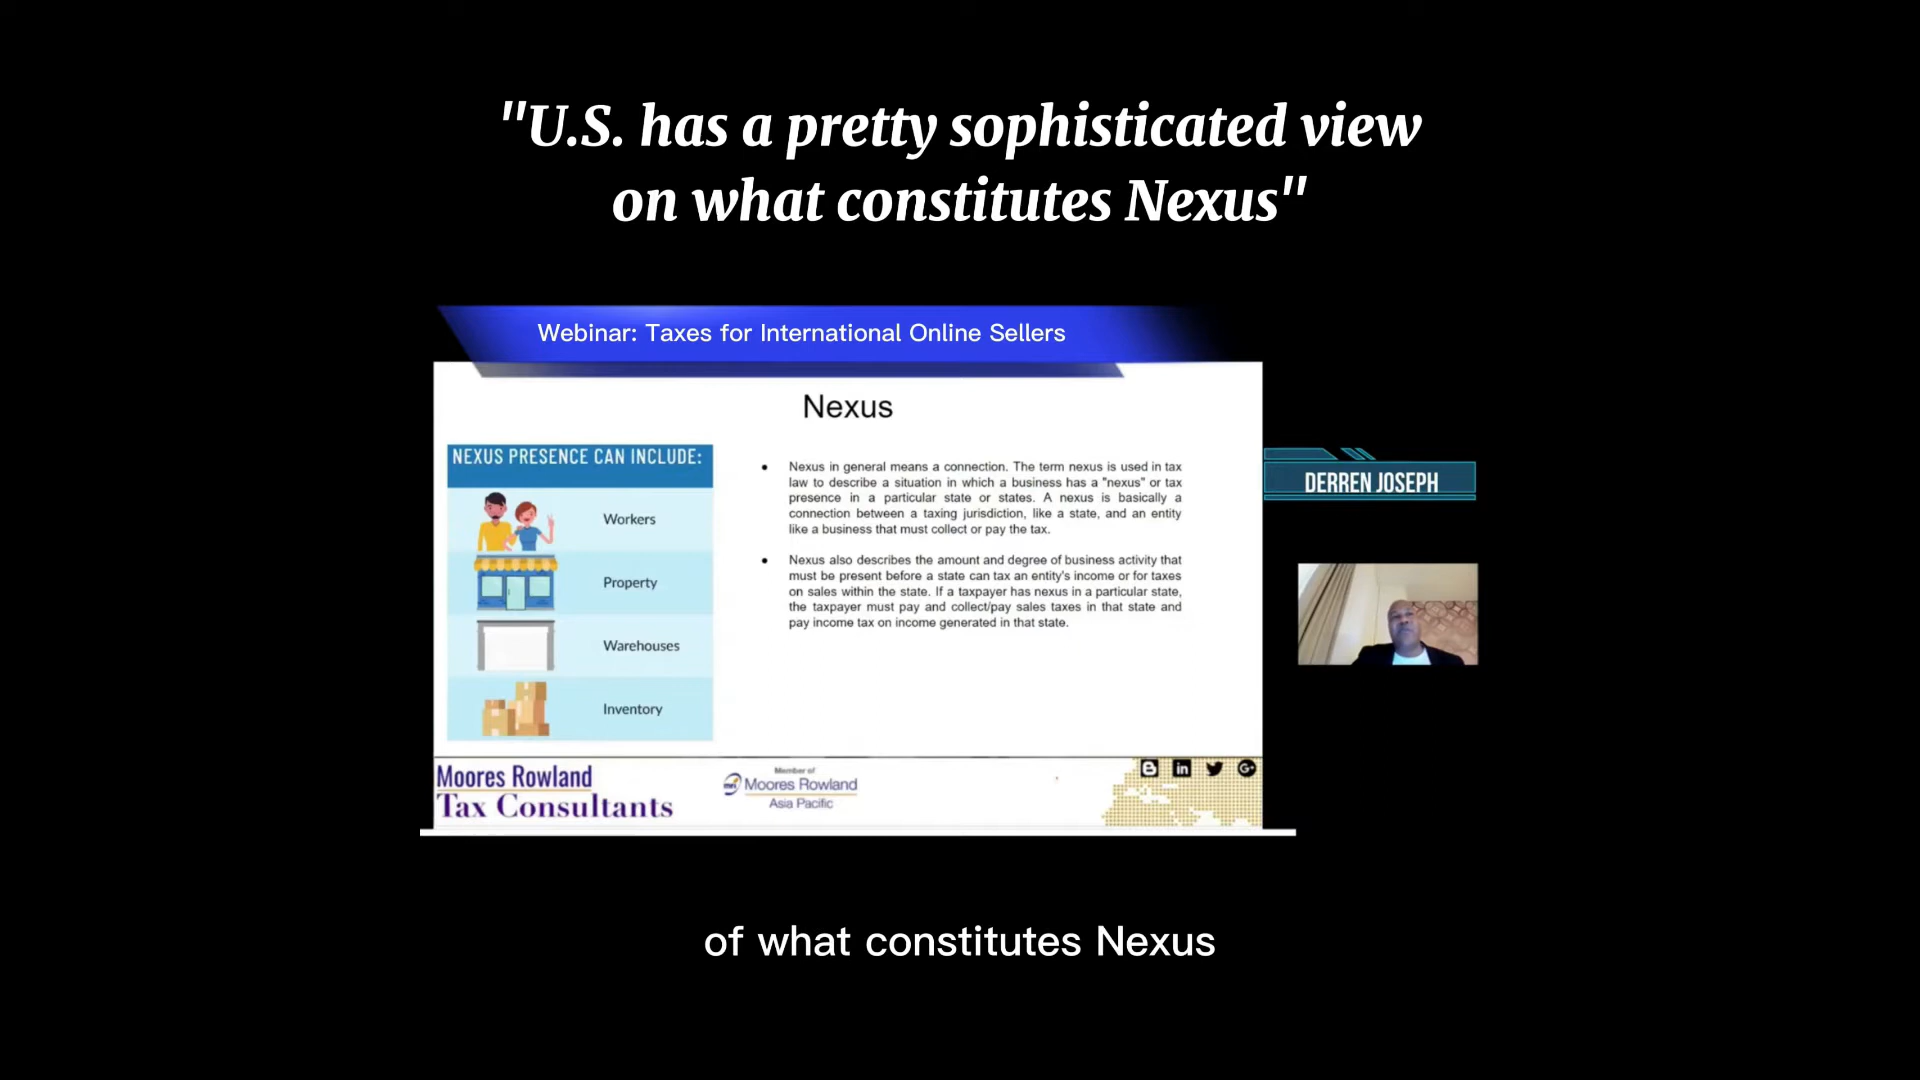 "U.S. has a pretty sophisticated view
on what constitutes Nexus"
Webinar: Taxes for International Online Sellers
Nexus
NEXUS PRESENCE CAN INCLUDE:
Workers
Property
Warehouses
Inventory
• Nexus in general means a connection. The term nexus is used in tax
law to describe a situation in which a business has a "nexus" or tax
presence in a particular state or states. A nexus is basically a
connection between a taxing jurisdiction, like a state, and an entity
like a business that must collect or pay the tax.
• Nexus also describes the amount and degree of business activity that
must be present before a state can tax an entity's income or for taxes
on sales within the state. If a taxpayer has nexus in a particular state,
the taxpayer must pay and collect/pay sales taxes in that state and
pay income tax on income generated in that state.
DERREN JOSEPH
Moores Rowland
Tax Consultants
Member of
Moores Rowland
Asia Pacific
of what constitutes Nexus